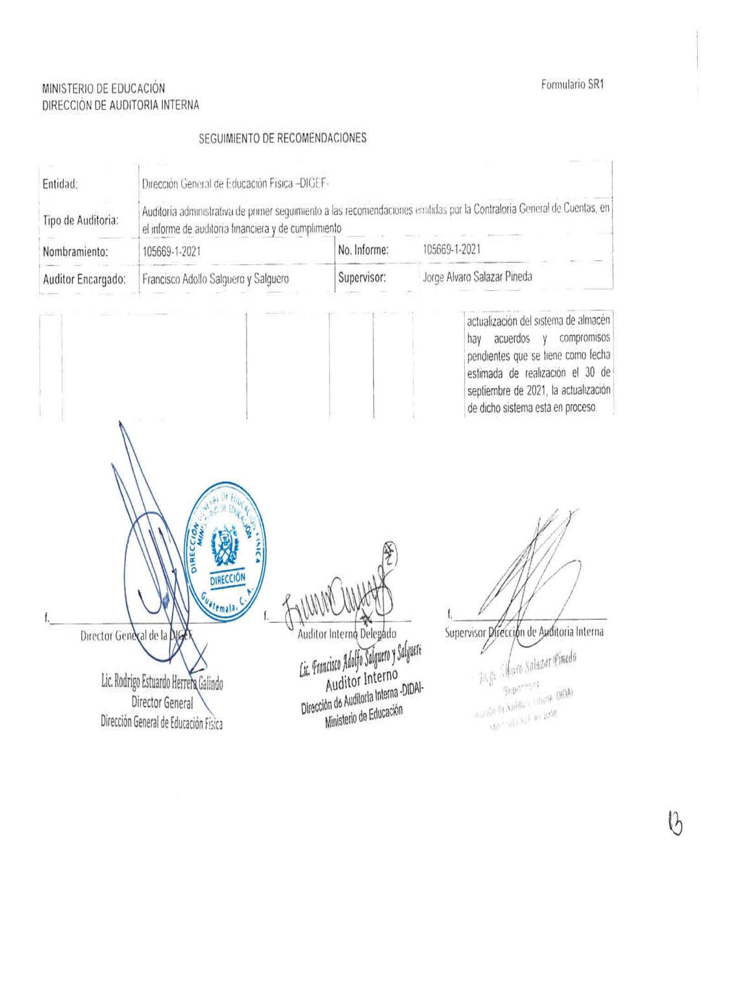 MINISTERIO DE EDUCACIÓN
DIRECCIÓN DE AUDITORIA INTERNA
Formulario SR1
SEGUIMIENTO DE RECOMENDACIONES
Entidad: Dirección General de Educación Física –DIGEF-
Tipo de Auditoria: Auditoria administrativa de primer seguimiento a las recomendaciones emitidas por la Contraloria General de Cuentas, en
el informe de auditoria financiera y de cumplimiento
Nombramiento: 105669-1-2021 No. Informe: 105669-1-2021
Auditor Encargado: Francisco Adolfo Salguero y Salguero Supervisor: Jorge Alvaro Salazar Pineda
actualización del sistema de almacén
hay acuerdos y compromisos
pendientes que se tiene como fecha
estimada de realización el 30 de
septiembre de 2021, la actualización
de dicho sistema esta en proceso
DIRECCIÓN GENERAL DE EDUCACIÓN FISICA
MINISTERIO DE EDUCACIÓN
DIRECCIÓN
Guatemala, C. A.
f. f. f.
Director General de la DIGEF Auditor Interno Delegado Supervisor Dirección de Auditoria Interna
Lic. Rodrigo Estuardo Herrera Galindo
Director General
Dirección General de Educación Física
Lic. Francisco Adolfo Salguero y Salguero
Auditor Interno
Dirección de Auditoría Interna -DIDAI-
Ministerio de Educación
Jorge Alvaro Salazar Pineda
Supervisor
Interna -DIDAI